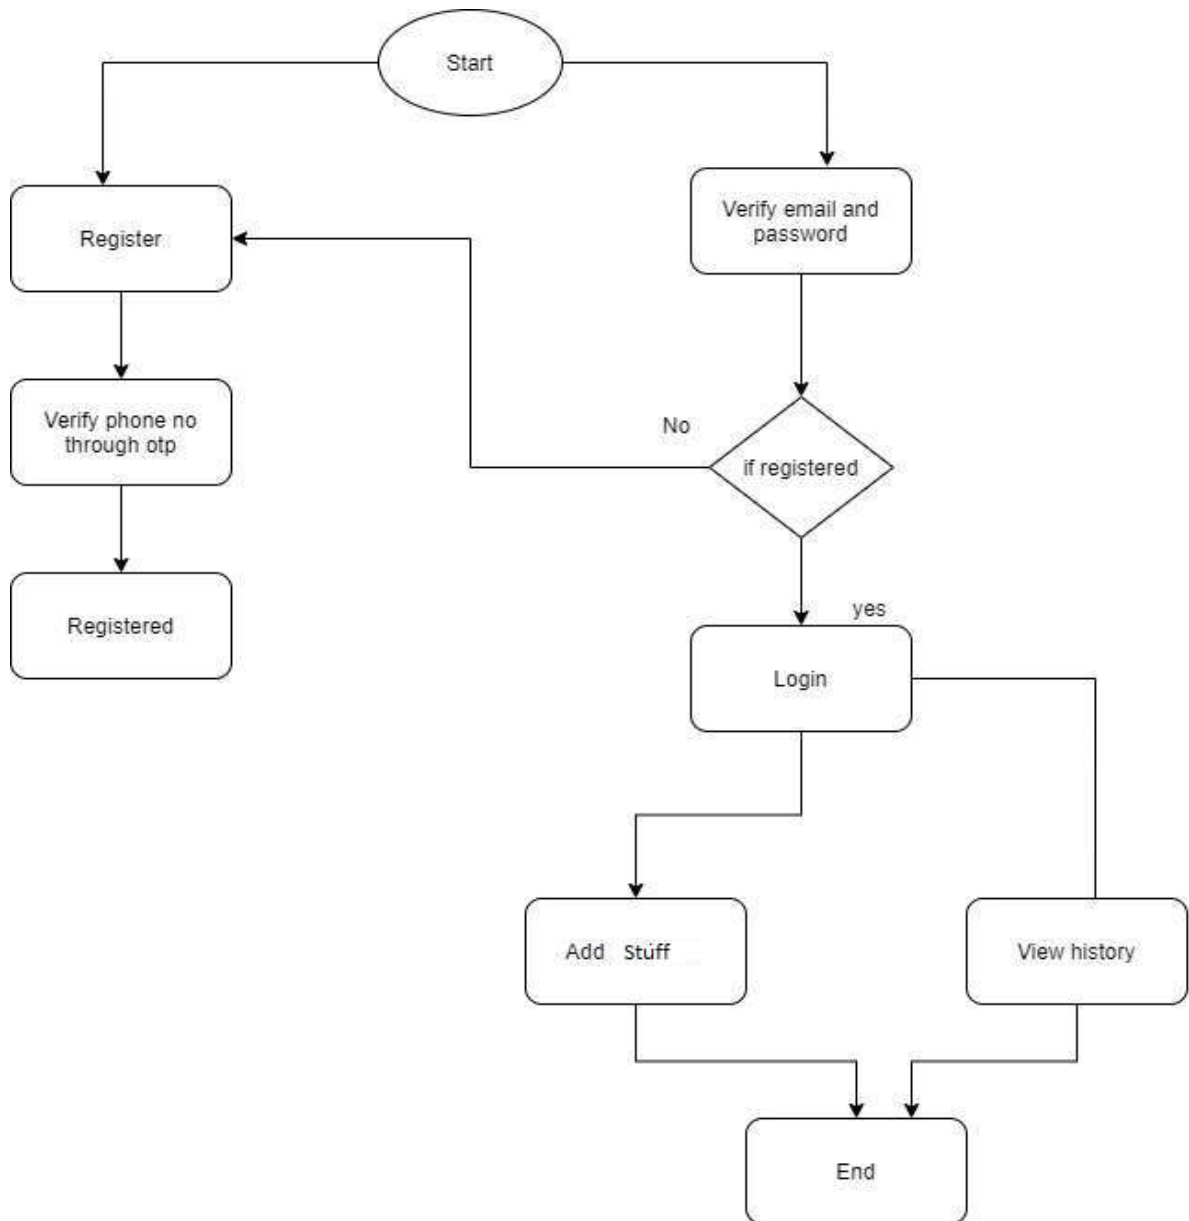 Start
Register
Verify email and
password
No
Verify phone no
through otp
if registered
Registered
yes
Login
Add Stuff
View history
End